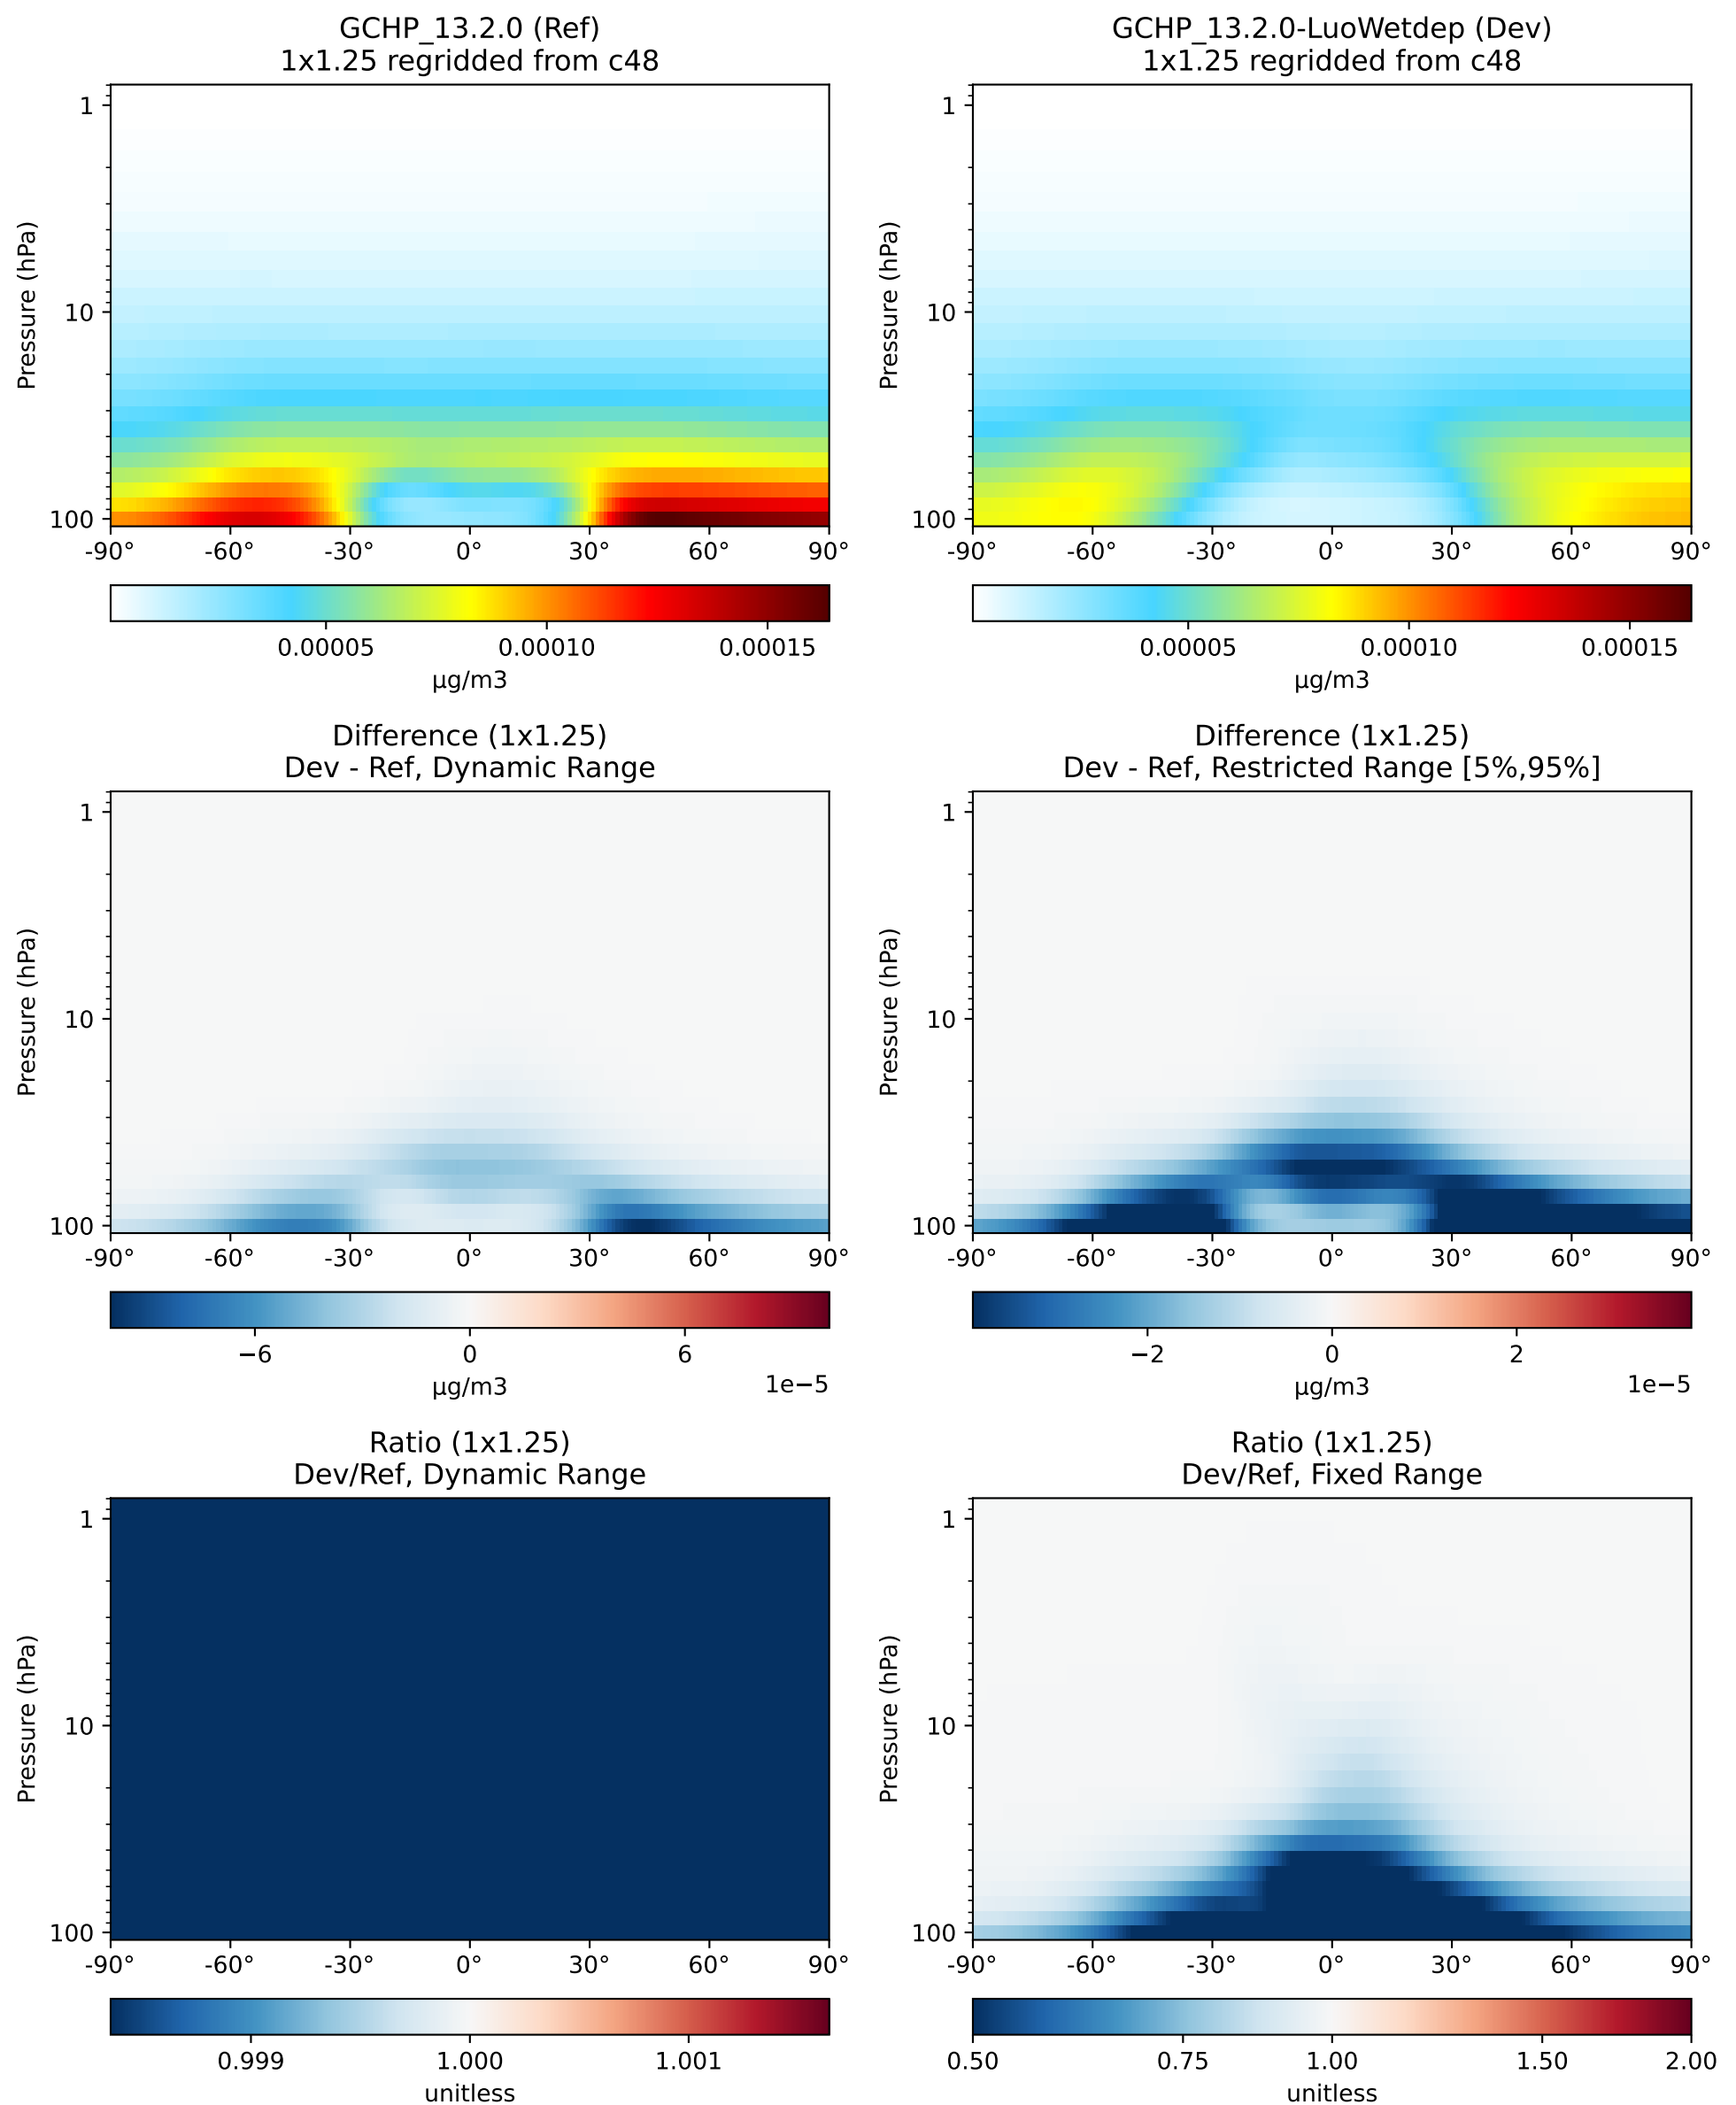 GCHP_13.2.0 (Ref)
1x1.25 regridded from c48
Pressure (hPa)
1
10
100
-90° -60° -30° 0° 30° 60° 90°
0.00005 0.00010 0.00015
µg/m3
GCHP_13.2.0-LuoWetdep (Dev)
1x1.25 regridded from c48
Pressure (hPa)
1
10
100
-90° -60° -30° 0° 30° 60° 90°
0.00005 0.00010 0.00015
µg/m3
Difference (1x1.25)
Dev - Ref, Dynamic Range
Pressure (hPa)
1
10
100
-90° -60° -30° 0° 30° 60° 90°
−6 0 6
µg/m3
1e−5
Difference (1x1.25)
Dev - Ref, Restricted Range [5%,95%]
Pressure (hPa)
1
10
100
-90° -60° -30° 0° 30° 60° 90°
−2 0 2
µg/m3
1e−5
Ratio (1x1.25)
Dev/Ref, Dynamic Range
Pressure (hPa)
1
10
100
-90° -60° -30° 0° 30° 60° 90°
0.999 1.000 1.001
unitless
Ratio (1x1.25)
Dev/Ref, Fixed Range
Pressure (hPa)
1
10
100
-90° -60° -30° 0° 30° 60° 90°
0.50 0.75 1.00 1.50 2.00
unitless